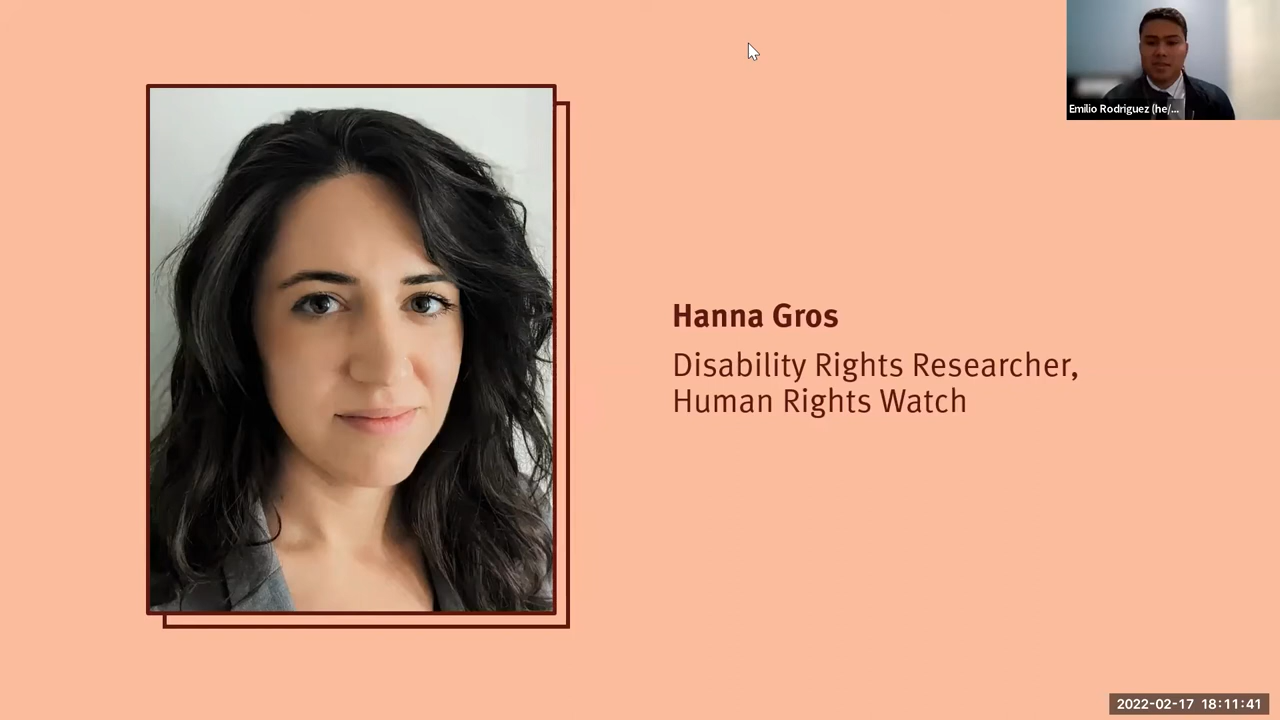 Emilio Rodriguez (he/...
Hanna Gros
Disability Rights Researcher,
Human Rights Watch
2022-02-17 18:11:41